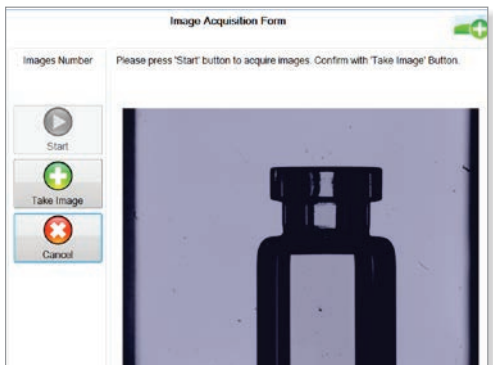 Image Acquisition Form
Images Number
Please press 'Start' button to acquire images. Confirm with 'Take Image' Button.
Start
Take Image
Cancel